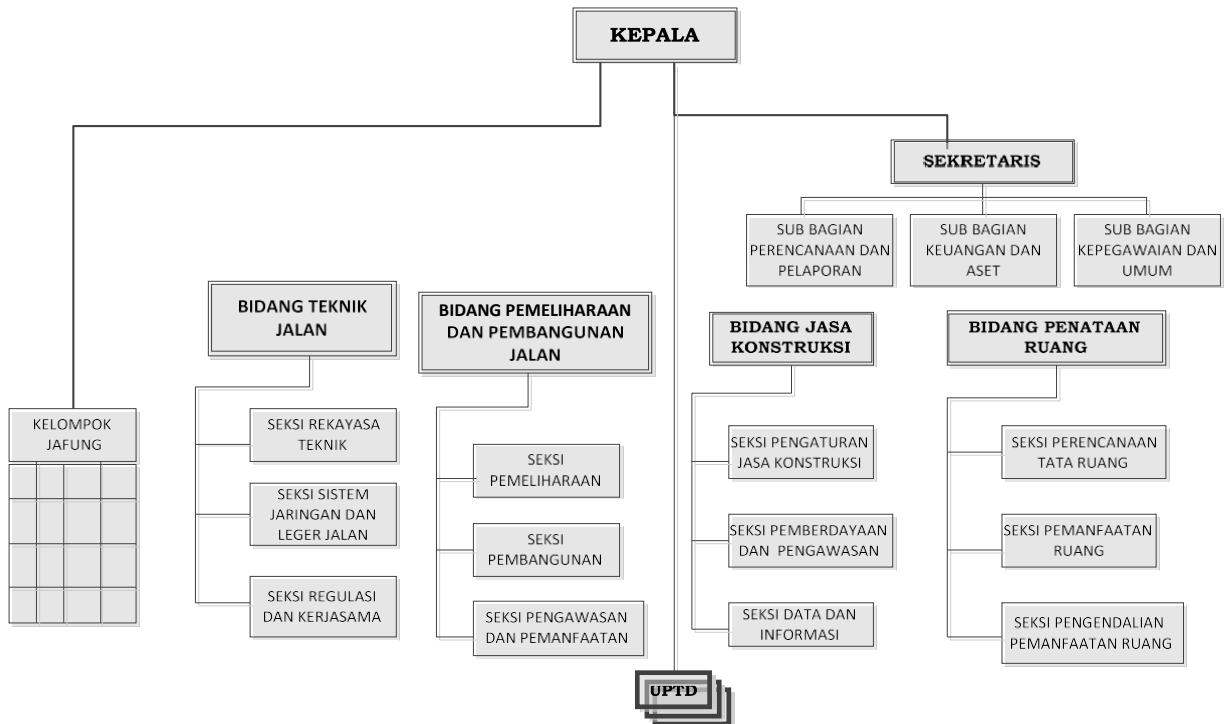 KEPALA
SEKRETARIS
SUB BAGIAN
PERENCANAAN DAN
PELAPORAN
SUB BAGIAN
KEUANGAN DAN
ASET
SUB BAGIAN
KEPEGAWAIAN DAN
UMUM
BIDANG TEKNIK
JALAN
BIDANG PEMELIHARAAN
DAN PEMBANGUNAN
JALAN
BIDANG JASA
KONSTRUKSI
BIDANG PENATAAN
RUANG
KELOMPOK
JAFUNG
SEKSI REKAYASA
TEKNIK
SEKSI SISTEM
JARINGAN DAN
LEGER JALAN
SEKSI REGULASI
DAN KERJASAMA
SEKSI
PEMELIHARAAN
SEKSI
PEMBANGUNAN
SEKSI PENGAWASAN
DAN PEMANFAATAN
SEKSI PENGATURAN
JASA KONSTRUKSI
SEKSI PEMBERDAYAAN
DAN PENGAWASAN
SEKSI DATA DAN
INFORMASI
SEKSI PERENCANAAN
TATA RUANG
SEKSI PEMANFAATAN
RUANG
SEKSI PENGENDALIAN
PEMANFAATAN RUANG
UPTD